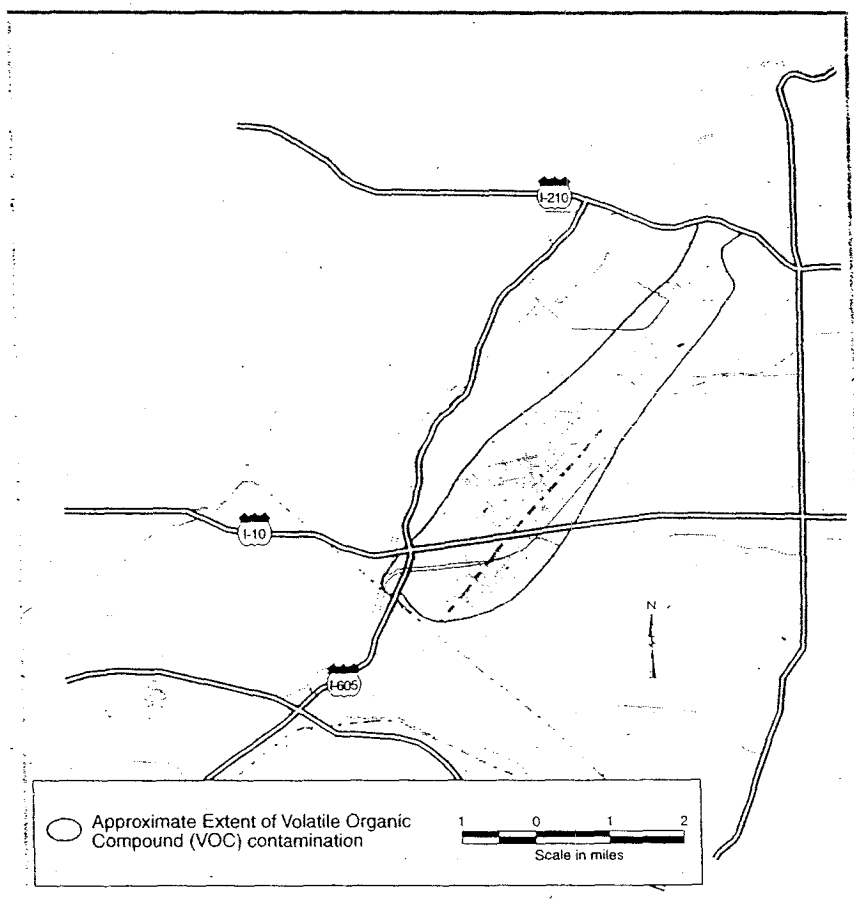 I-210
I-10
N
I-605
Approximate Extent of Volatile Organic
Compound (VOC) contamination
1 0 1 2
Scale in miles